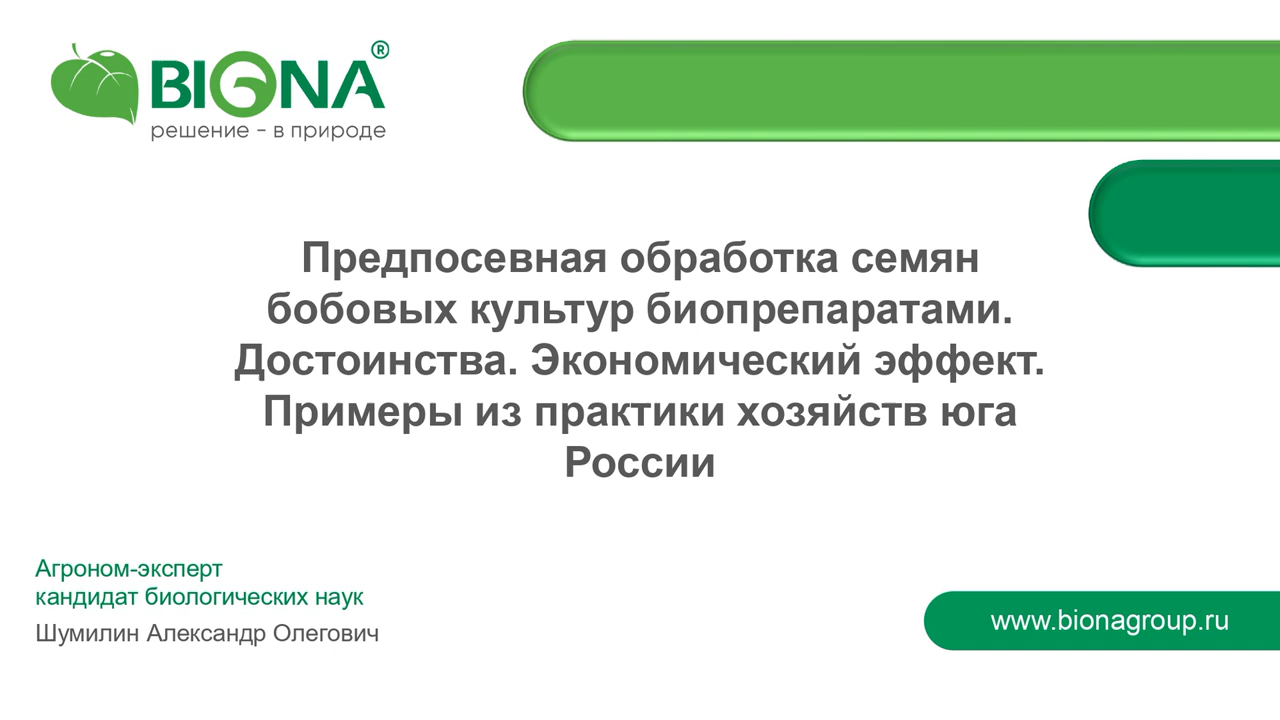 BIONA®
решение - в природе
Предпосевная обработка семян
бобовых культур биопрепаратами.
Достоинства. Экономический эффект.
Примеры из практики хозяйств юга
России
Агроном-эксперт
кандидат биологических наук
Шумилин Александр Олегович
www.bionagroup.ru